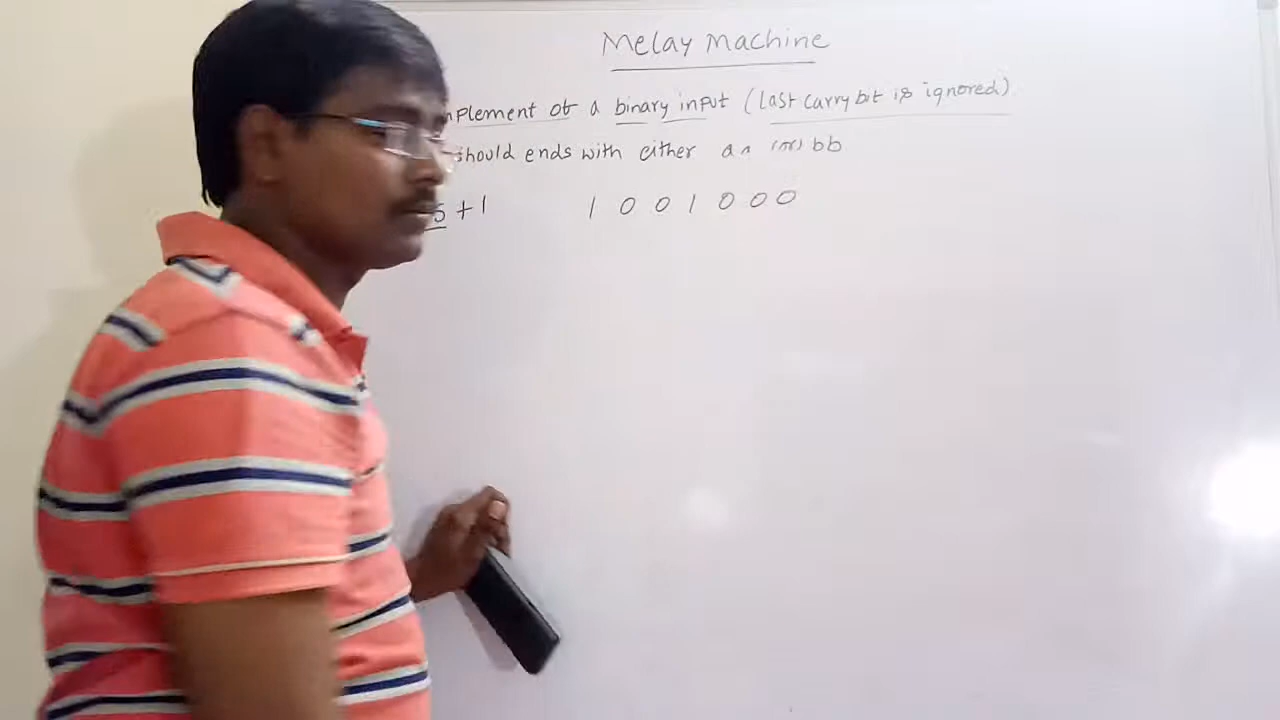 Melay Machine
mplement of a binary input (last carry bit is ignored)
should ends with either aa (or) bb
s + 1 1 0 0 1 0 0 0